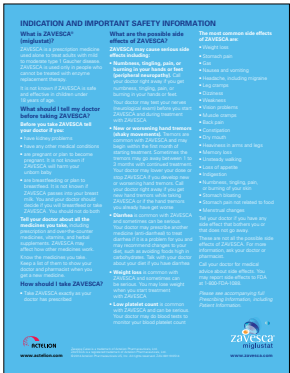 INDICATION AND IMPORTANT SAFETY INFORMATION
What is ZAVESCA®
(miglustat)?
ZAVESCA is a prescription medicine
used alone to treat adults with mild
to moderate type 1 Gaucher disease.
ZAVESCA is used only in people who
cannot be treated with enzyme
replacement therapy.
It is not known if ZAVESCA is safe
and effective in children under
18 years of age.
What should I tell my doctor
before taking ZAVESCA?
Before you take ZAVESCA tell
your doctor if you:
• have kidney problems
• have any other medical conditions
• are pregnant or plan to become
pregnant. It is not known if
ZAVESCA will harm your
unborn baby.
• are breastfeeding or plan to
breastfeed. It is not known if
ZAVESCA passes into your breast
milk. You and your doctor should
decide if you will breastfeed or take
ZAVESCA. You should not do both.
Tell your doctor about all the
medicines you take, including
prescription and over-the-counter
medicines, vitamins, and herbal
supplements. ZAVESCA may
affect how other medicines work.
Know the medicines you take.
Keep a list of them to show your
doctor and pharmacist when you
get a new medicine.
How should I take ZAVESCA?
• Take ZAVESCA exactly as your
doctor has prescribed
What are the possible side
effects of ZAVESCA?
ZAVESCA may cause serious side
effects including:
• Numbness, tingling, pain, or
burning in your hands or feet
(peripheral neuropathy). Call
your doctor right away if you get
numbness, tingling, pain, or
burning in your hands or feet.
Your doctor may test your nerves
(neurological exam) before you start
ZAVESCA and during treatment
with ZAVESCA.
• New or worsening hand tremors
(shaky movements). Tremors are
common with ZAVESCA and may
begin within the first month of
starting treatment. Sometimes the
tremors may go away between 1 to
3 months with continued treatment.
Your doctor may lower your dose or
stop ZAVESCA if you develop new
or worsening hand tremors. Call
your doctor right away if you get
new hand tremors while taking
ZAVESCA or if the hand tremors
you already have get worse.
• Diarrhea is common with ZAVESCA
and sometimes can be serious.
Your doctor may prescribe another
medicine (anti-diarrheal) to treat
diarrhea if it is a problem for you and
may recommend changes to your
diet, such as avoiding foods high in
carbohydrates. Talk with your doctor
about your diet if you have diarrhea.
• Weight loss is common with
ZAVESCA and sometimes can
be serious. You may lose weight
when you start treatment
with ZAVESCA.
• Low platelet count is common
with ZAVESCA and can be serious.
Your doctor may do blood tests to
monitor your blood platelet count.
The most common side effects
of ZAVESCA are:
• Weight loss
• Stomach pain
• Gas
• Nausea and vomiting
• Headache, including migraine
• Leg cramps
• Dizziness
• Weakness
• Vision problems
• Muscle cramps
• Back pain
• Constipation
• Dry mouth
• Heaviness in arms and legs
• Memory loss
• Unsteady walking
• Loss of appetite
• Indigestion
• Numbness, tingling, pain,
or burning of your skin
• Stomach bloating
• Stomach pain not related to food
• Menstrual changes
Tell your doctor if you have any
side effect that bothers you or
that does not go away.
These are not all the possible side
effects of ZAVESCA. For more
information, ask your doctor or
pharmacist.
Call your doctor for medical
advice about side effects. You may
report side effects to FDA
at 1-800-FDA-1088.
Please see accompanying full
Prescribing Information, including
Patient Information.
ACTELION
www.actelion.com
zavesca®
miglustat
www.zavesca.com